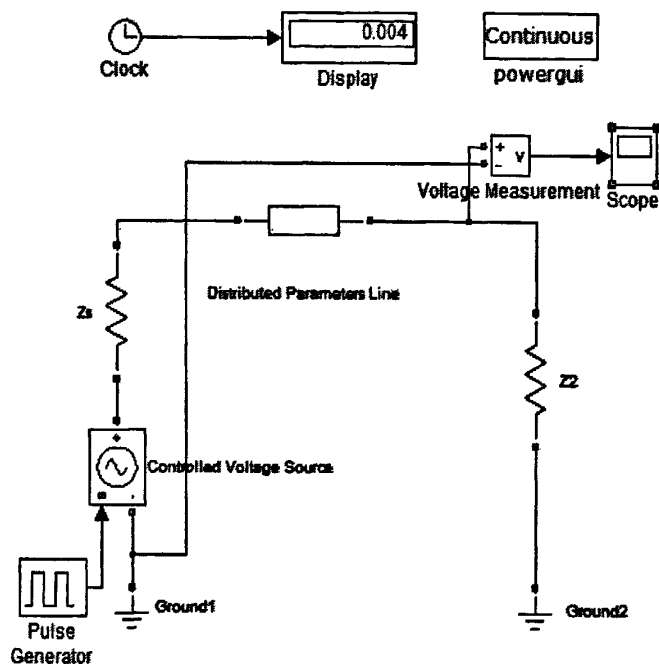 0.004
Continuous
Clock
Display
powergui
+
-
v
Voltage Measurement
Scope
Distributed Parameters Line
Zs
Z2
+
Controlled Voltage Source
-
Ground1
Ground2
Pulse
Generator